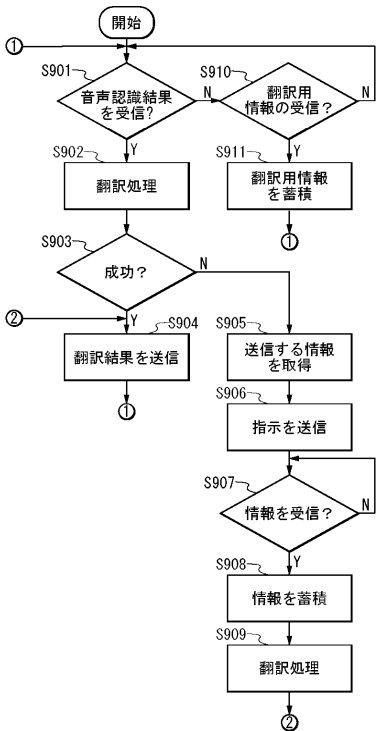 開始
①
S901
音声認識結果
を受信?
N
S910
翻訳用
情報の受信?
N
Y
S902
翻訳処理
Y
S911
翻訳用情報
を蓄積
①
S903
成功?
N
②
Y
S904
翻訳結果を送信
①
S905
送信する情報
を取得
S906
指示を送信
S907
情報を受信?
N
Y
S908
情報を蓄積
S909
翻訳処理
②